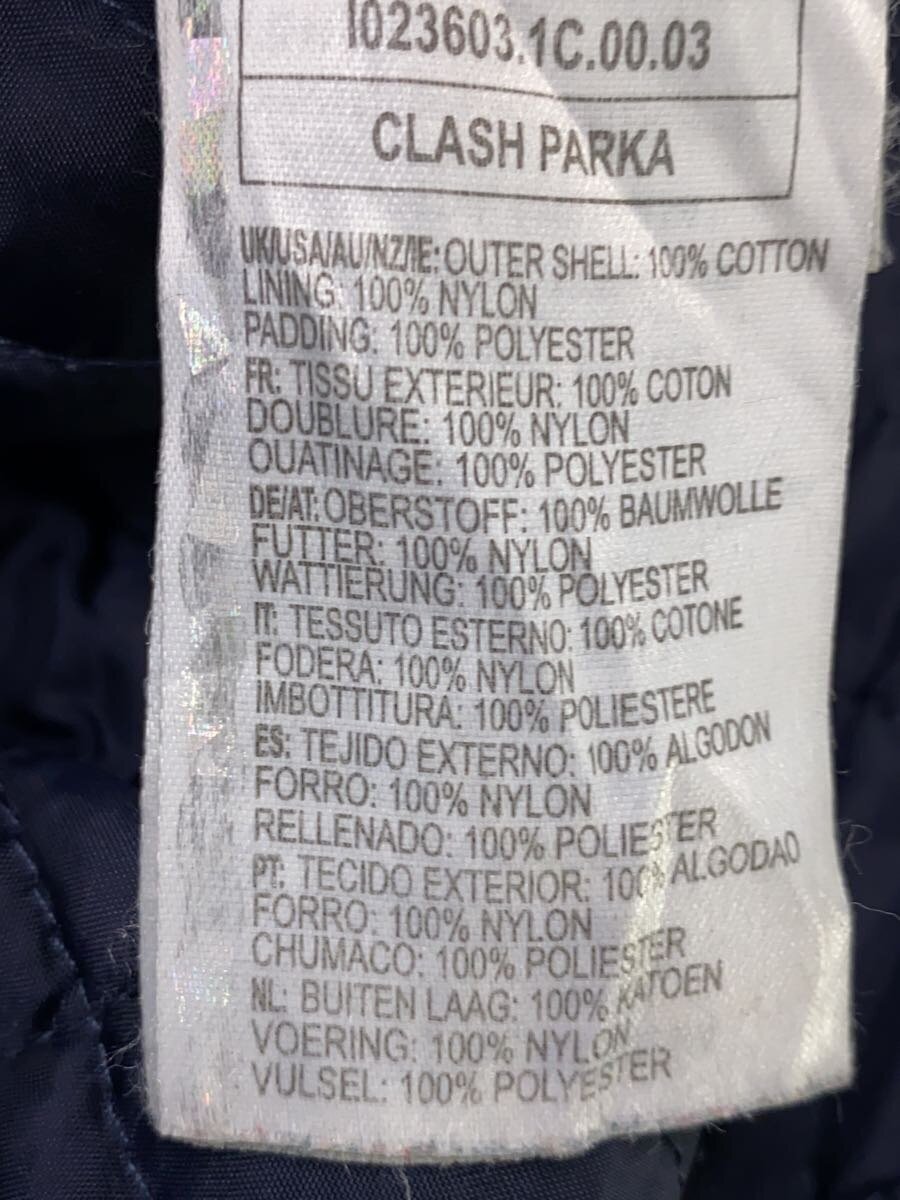 I023603.1C.00.03
CLASH PARKA
UK/USA/AU/NZ/IE: OUTER SHELL: 100% COTTON
LINING: 100% NYLON
PADDING: 100% POLYESTER
FR: TISSU EXTERIEUR: 100% COTON
DOUBLURE: 100% NYLON
OUATINAGE: 100% POLYESTER
DE/AT: OBERSTOFF: 100% BAUMWOLLE
FUTTER: 100% NYLON
WATTIERUNG: 100% POLYESTER
IT: TESSUTO ESTERNO: 100% COTONE
FODERA: 100% NYLON
IMBOTTITURA: 100% POLIESTERE
ES: TEJIDO EXTERNO: 100% ALGODON
FORRO: 100% NYLON
RELLENADO: 100% POLIESTER
PT: TECIDO EXTERIOR: 100% ALGODAO
FORRO: 100% NYLON
CHUMACO: 100% POLIESTER
NL: BUITEN LAAG: 100% KATOEN
VOERING: 100% NYLON
VULSEL: 100% POLYESTER